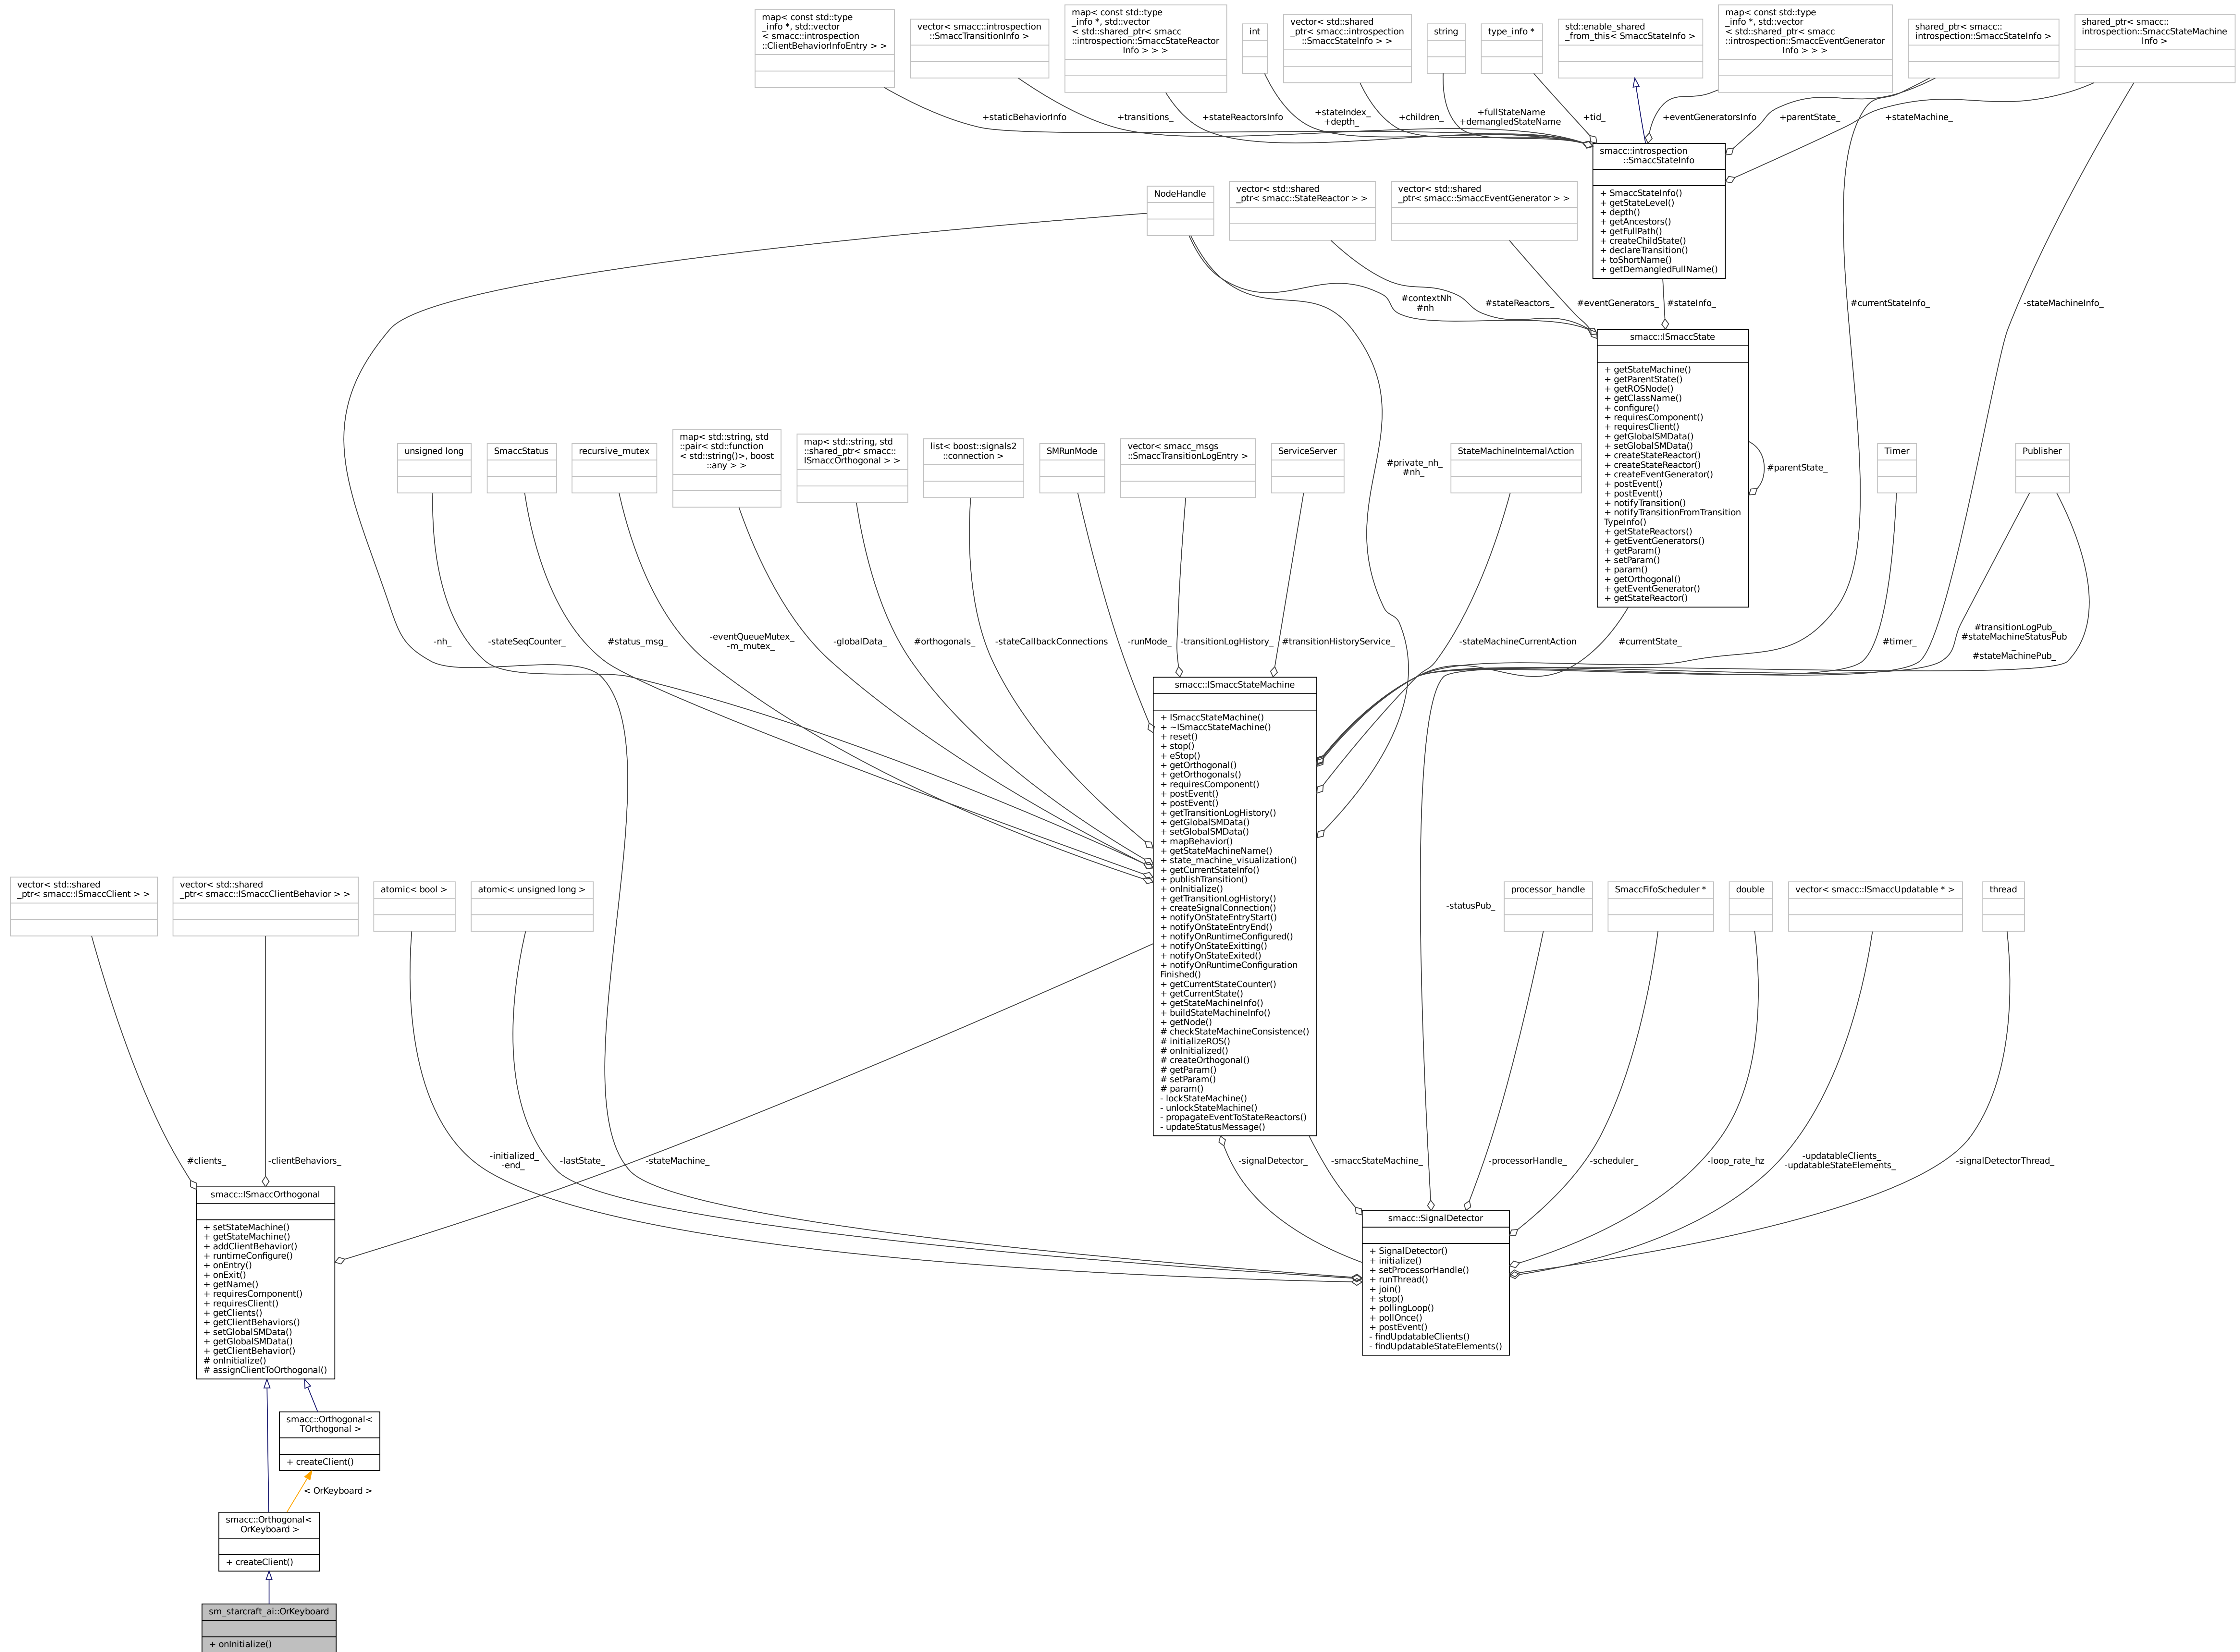 map< const std::type
_info *, std::vector
< smacc::introspection
::ClientBehaviorInfoEntry > >
vector< smacc::introspection
::SmaccTransitionInfo >
map< const std::type
_info *, std::vector
< std::shared_ptr< smacc
::introspection::SmaccStateReactor
Info > > >
int
vector< std::shared
_ptr< smacc::introspection
::SmaccStateInfo > >
string
type_info *
std::enable_shared
_from_this< SmaccStateInfo >
map< const std::type
_info *, std::vector
< std::shared_ptr< smacc
::introspection::SmaccEventGenerator
Info > > >
shared_ptr< smacc::
introspection::SmaccStateInfo >
shared_ptr< smacc::
introspection::SmaccStateMachine
Info >
+staticBehaviorInfo
+transitions_
+stateReactorsInfo
+stateIndex_
+depth_
+children_
+fullStateName
+demangledStateName
+tid_
+eventGeneratorsInfo
+parentState_
+stateMachine_
smacc::introspection
::SmaccStateInfo
+ SmaccStateInfo()
+ getStateLevel()
+ depth()
+ getAncestors()
+ getFullPath()
+ createChildState()
+ declareTransition()
+ toShortName()
+ getDemangledFullName()
NodeHandle
vector< std::shared
_ptr< smacc::StateReactor > >
vector< std::shared
_ptr< smacc::SmaccEventGenerator > >
#contextNh
#nh
#stateReactors_
#eventGenerators_
#stateInfo_
#currentStateInfo_
-stateMachineInfo_
smacc::ISmaccState
+ getStateMachine()
+ getParentState()
+ getROSNode()
+ getClassName()
+ configure()
+ requiresComponent()
+ requiresClient()
+ getGlobalSMData()
+ setGlobalSMData()
+ createStateReactor()
+ createStateReactor()
+ createEventGenerator()
+ postEvent()
+ postEvent()
+ notifyTransition()
+ notifyTransitionFromTransition
TypeInfo()
+ getStateReactors()
+ getEventGenerators()
+ getParam()
+ setParam()
+ param()
+ getOrthogonal()
+ getEventGenerator()
+ getStateReactor()
#parentState_
unsigned long
SmaccStatus
recursive_mutex
map< std::string, std
::pair< std::function
< std::string()>, boost
::any > >
map< std::string, std
::shared_ptr< smacc::
ISmaccOrthogonal > >
list< boost::signals2
::connection >
SMRunMode
vector< smacc_msgs
::SmaccTransitionLogEntry >
ServiceServer
#private_nh_
#nh_
StateMachineInternalAction
Timer
Publisher
-nh_
-stateSeqCounter_
#status_msg_
-eventQueueMutex_
-m_mutex_
-globalData_
#orthogonals_
-stateCallbackConnections
-runMode_
-transitionLogHistory_
#transitionHistoryService_
-stateMachineCurrentAction
#currentState_
#timer_
#transitionLogPub_
#stateMachineStatusPub
_
#stateMachinePub_
smacc::ISmaccStateMachine
+ ISmaccStateMachine()
+ ~ISmaccStateMachine()
+ reset()
+ stop()
+ eStop()
+ getOrthogonal()
+ getOrthogonals()
+ requiresComponent()
+ postEvent()
+ postEvent()
+ getTransitionLogHistory()
+ getGlobalSMData()
+ setGlobalSMData()
+ mapBehavior()
+ getStateMachineName()
+ state_machine_visualization()
+ getCurrentStateInfo()
+ publishTransition()
+ onInitialize()
+ getTransitionLogHistory()
+ createSignalConnection()
+ notifyOnStateEntryStart()
+ notifyOnStateEntryEnd()
+ notifyOnRuntimeConfigured()
+ notifyOnStateExitting()
+ notifyOnStateExited()
+ notifyOnRuntimeConfiguration
Finished()
+ getCurrentStateCounter()
+ getCurrentState()
+ getStateMachineInfo()
+ buildStateMachineInfo()
+ getNode()
# checkStateMachineConsistence()
# initializeROS()
# onInitialized()
# createOrthogonal()
# getParam()
# setParam()
# param()
- lockStateMachine()
- unlockStateMachine()
- propagateEventToStateReactors()
- updateStatusMessage()
vector< std::shared
_ptr< smacc::ISmaccClient > >
vector< std::shared
_ptr< smacc::ISmaccClientBehavior > >
atomic< bool >
atomic< unsigned long >
-statusPub_
processor_handle
SmaccFifoScheduler *
double
vector< smacc::ISmaccUpdatable * >
thread
#clients_
-clientBehaviors_
-initialized_
-end_
-lastState_
-stateMachine_
-signalDetector_
-smaccStateMachine_
-processorHandle_
-scheduler_
-loop_rate_hz
-updatableClients_
-updatableStateElements_
-signalDetectorThread_
smacc::ISmaccOrthogonal
+ setStateMachine()
+ getStateMachine()
+ addClientBehavior()
+ runtimeConfigure()
+ onEntry()
+ onExit()
+ getName()
+ requiresComponent()
+ requiresClient()
+ getClients()
+ getClientBehaviors()
+ setGlobalSMData()
+ getGlobalSMData()
+ getClientBehavior()
# onInitialize()
# assignClientToOrthogonal()
smacc::SignalDetector
+ SignalDetector()
+ initialize()
+ setProcessorHandle()
+ runThread()
+ join()
+ stop()
+ pollingLoop()
+ pollOnce()
+ postEvent()
- findUpdatableClients()
- findUpdatableStateElements()
smacc::Orthogonal<
TOrthogonal >
+ createClient()
< OrKeyboard >
smacc::Orthogonal<
OrKeyboard >
+ createClient()
sm_starcraft_ai::OrKeyboard
+ onInitialize()